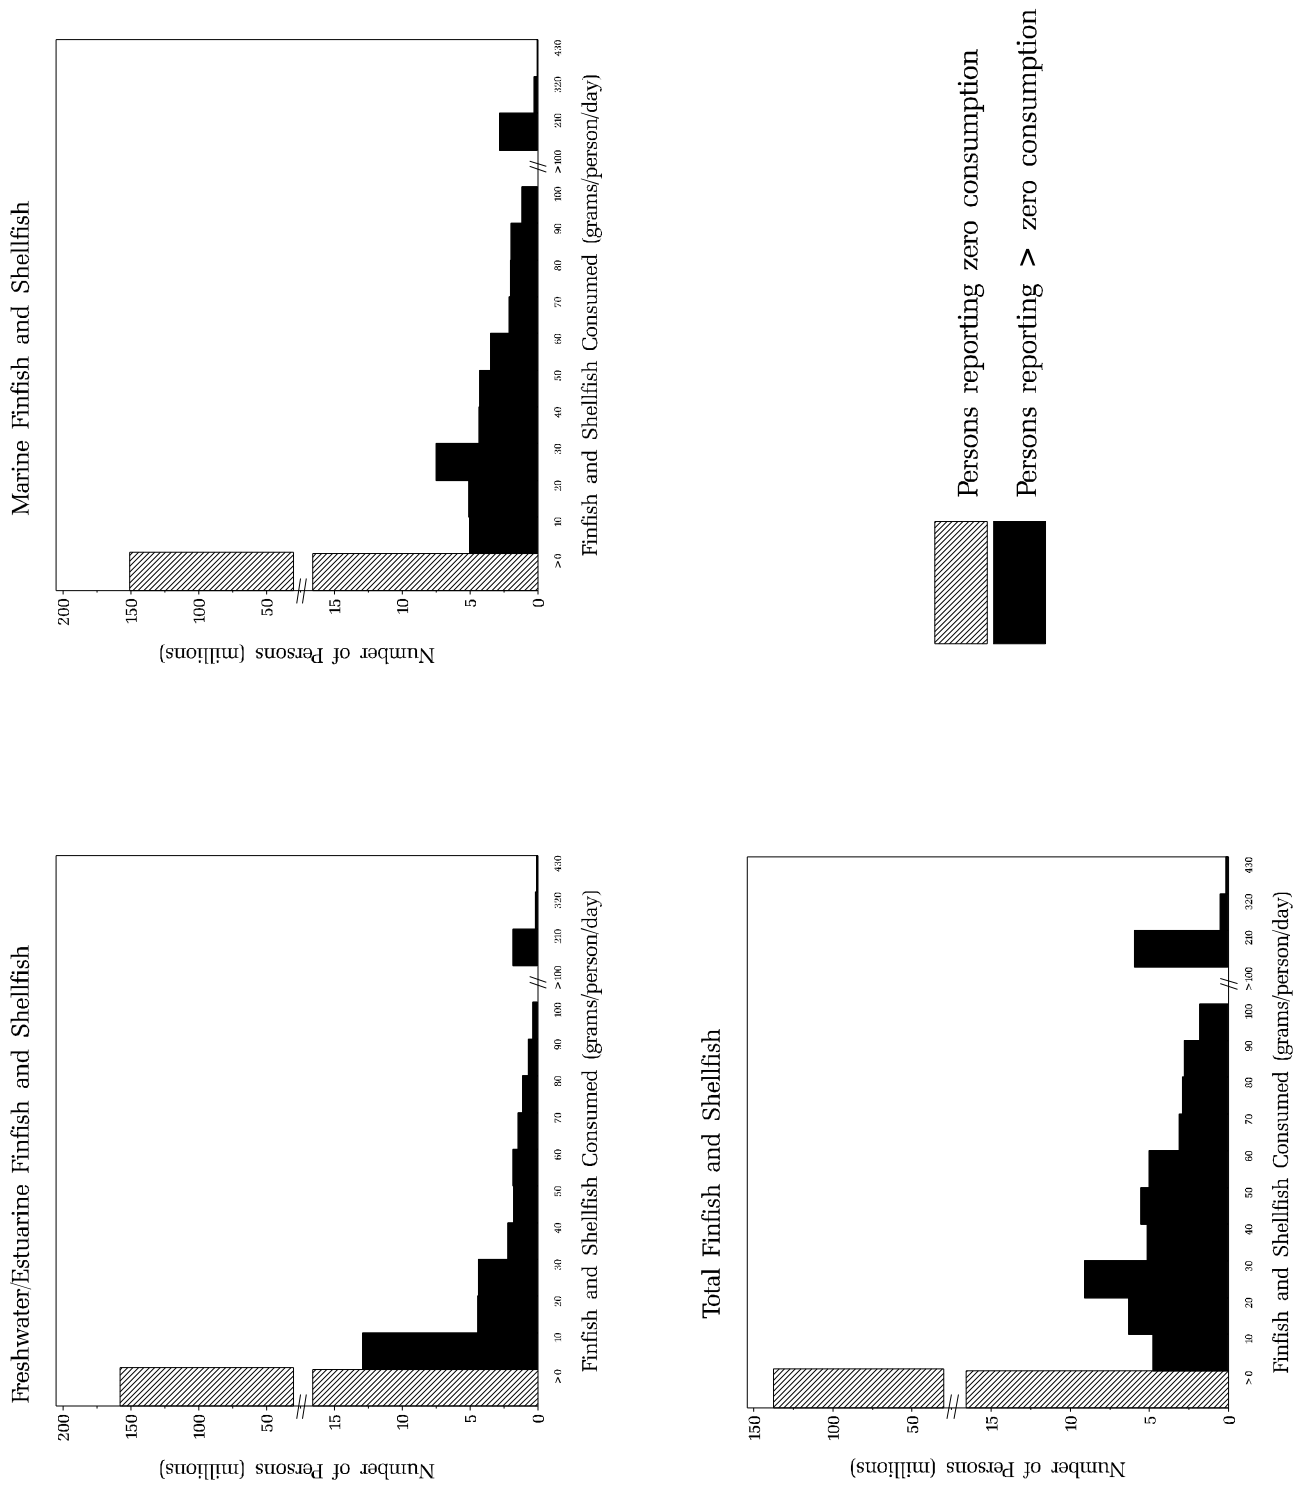 Freshwater/Estuarine Finfish and Shellfish
Number of Persons (millions)
200
150
100
50
15
10
5
0
>0 10 20 30 40 50 60 70 80 90 100 >100 210 320 430
Finfish and Shellfish Consumed (grams/person/day)
Marine Finfish and Shellfish
Number of Persons (millions)
200
150
100
50
15
10
5
0
>0 10 20 30 40 50 60 70 80 90 100 >100 210 320 430
Finfish and Shellfish Consumed (grams/person/day)
Total Finfish and Shellfish
Number of Persons (millions)
150
100
50
15
10
5
0
>0 10 20 30 40 50 60 70 80 90 100 >100 210 320 430
Finfish and Shellfish Consumed (grams/person/day)
Persons reporting zero consumption
Persons reporting > zero consumption